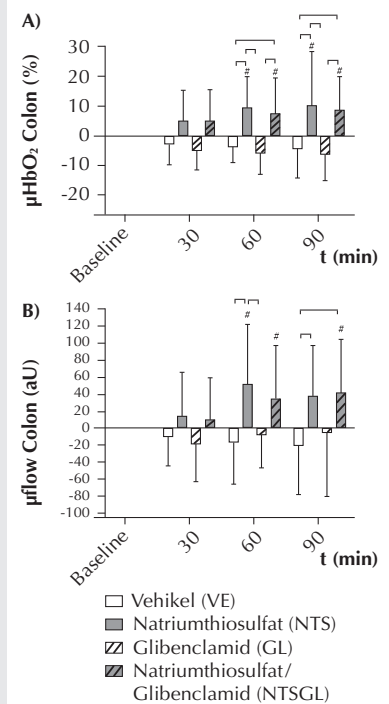 A)
µHbO₂ Colon (%)
30
20
10
0
-10
-20
# # # #
Baseline 30 60 90
t (min)
B)
µflow Colon (aU)
140
120
100
80
60
40
20
0
-20
-40
-60
-80
-100
# # #
Baseline 30 60 90
t (min)
Vehikel (VE)
Natriumthiosulfat (NTS)
Glibenclamid (GL)
Natriumthiosulfat/
Glibenclamid (NTSGL)